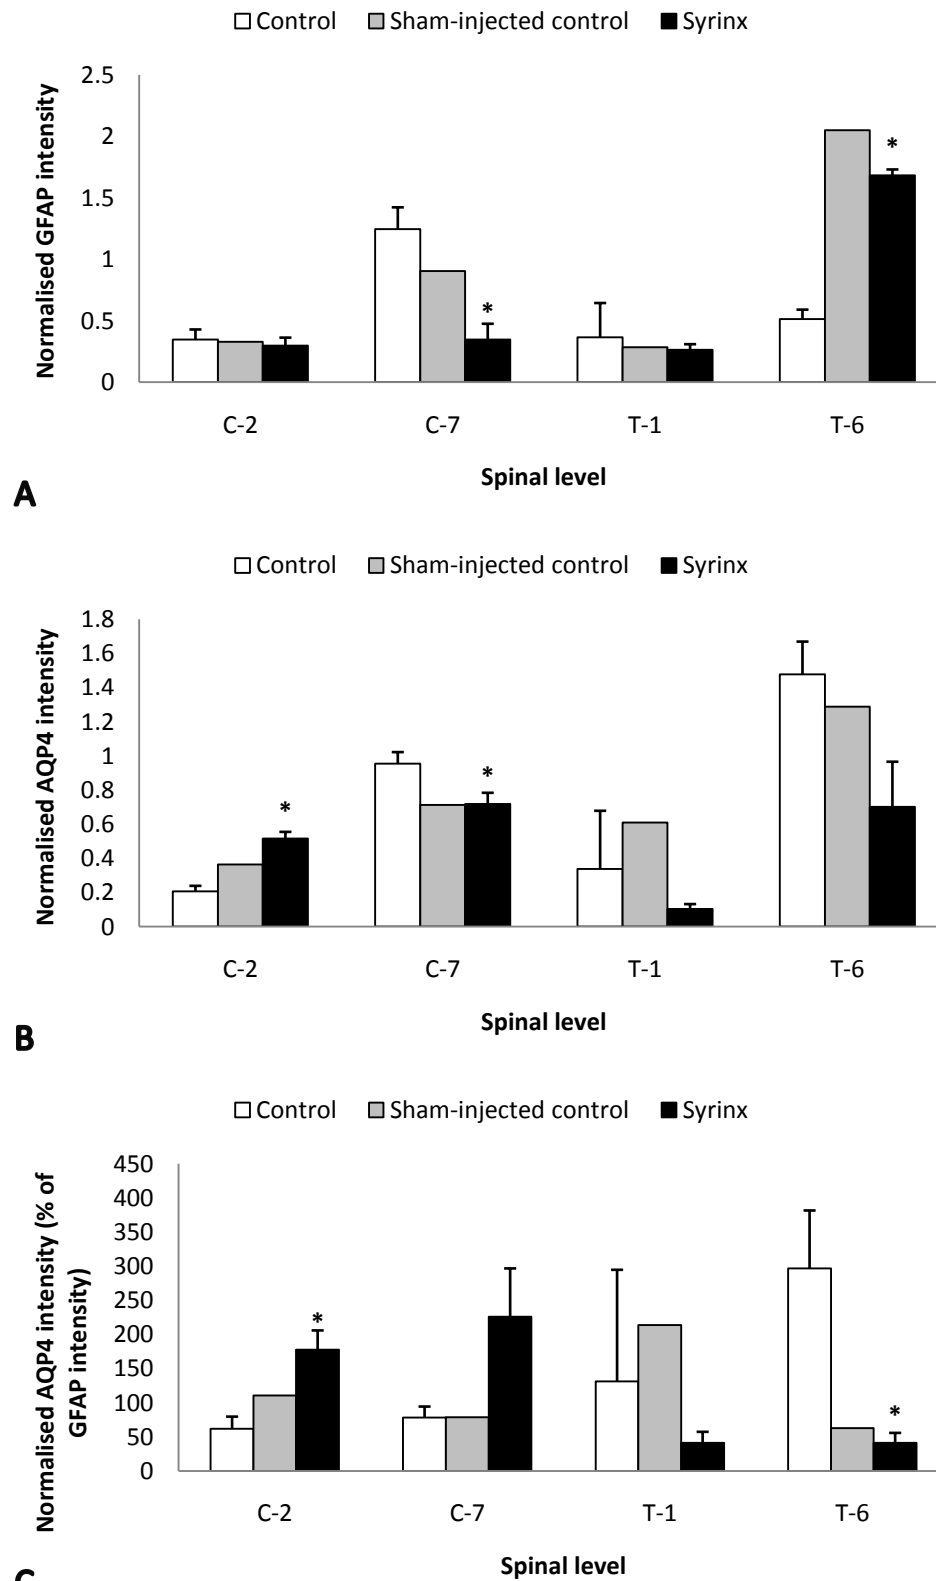 Control Sham-injected control Syrinx
Normalised GFAP intensity
2.5
2
1.5
1
0.5
0
*
*
C-2 C-7 T-1 T-6
Spinal level
A
Control Sham-injected control Syrinx
Normalised AQP4 intensity
1.8
1.6
1.4
1.2
1
0.8
0.6
0.4
0.2
0
*
*
C-2 C-7 T-1 T-6
Spinal level
B
Control Sham-injected control Syrinx
Normalised AQP4 intensity (% of
GFAP intensity)
450
400
350
300
250
200
150
100
50
0
*
*
C-2 C-7 T-1 T-6
Spinal level
C